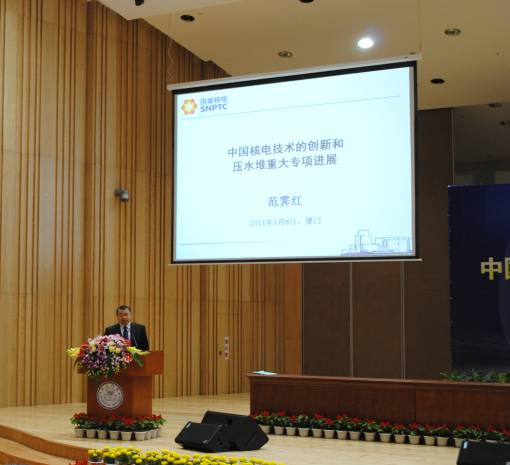 国家核电
SNPTC
中国核电技术的创新和
压水堆重大专项进展
范霁红
2011年1月8日，厦门
中国